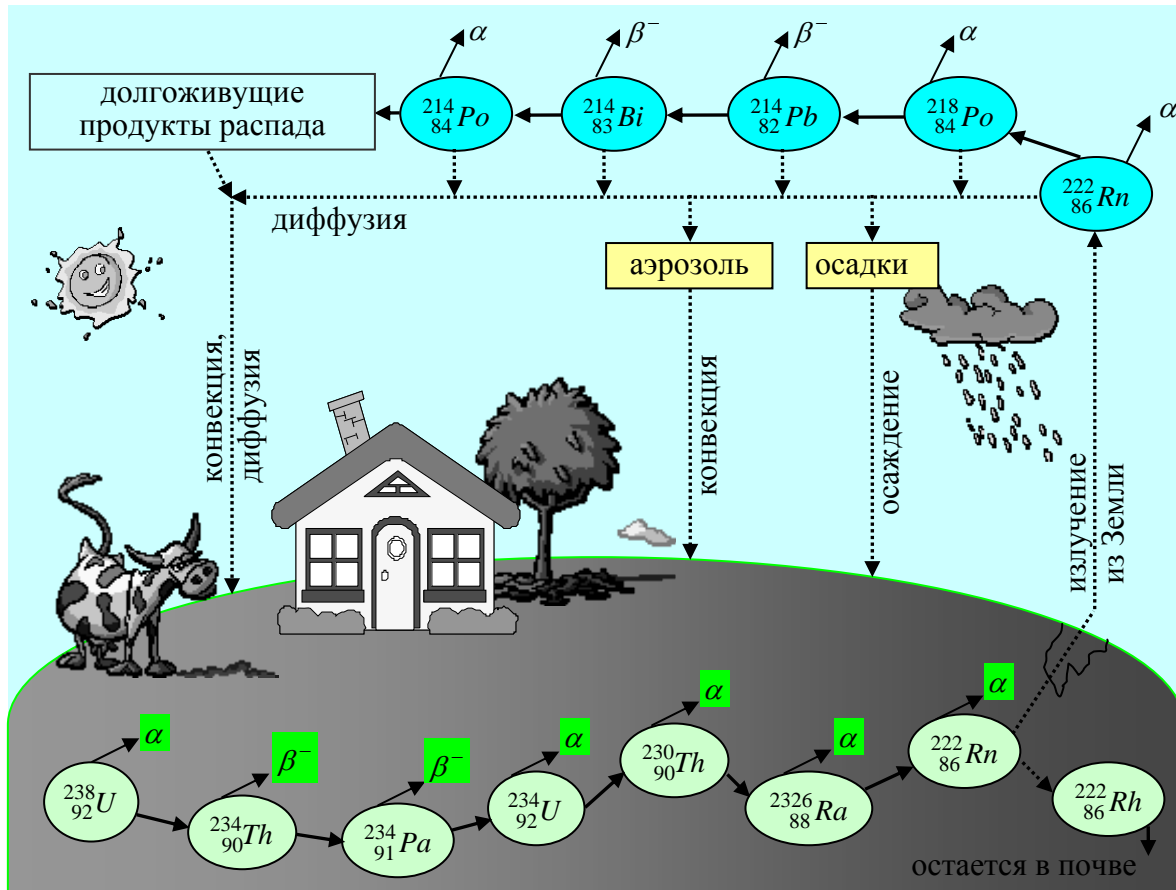 α β⁻ β⁻ α
долгоживущие
продукты распада
²¹⁴₈₄Po ²¹⁴₈₃Bi ²¹⁴₈₂Pb ²¹⁸₈₄Po
α
²²²₈₆Rn
диффузия
аэрозоль
осадки
конвекция,
диффузия
конвекция
осаждение
излучение
из Земли
α β⁻ β⁻ α α α α
²³⁸₉₂U ²³⁴₉₀Th ²³⁴₉₁Pa ²³⁴₉₂U ²³⁰₉₀Th ²³²⁶₈₈Ra ²²²₈₆Rn ²²²₈₆Rh
остается в почве